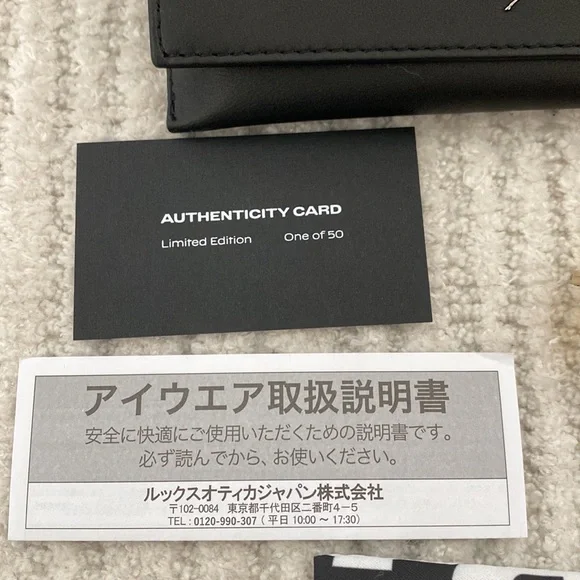 AUTHENTICITY CARD
Limited Edition One of 50
アイウエア取扱説明書
安全に快適にご使用いただくための説明書です。
必ず読んでから、お使いください。
ルックスオティカジャパン株式会社
〒102-0084 東京都千代田区二番町4－5
TEL : 0120-990-307 ( 平日 10:00 ～ 17:30)